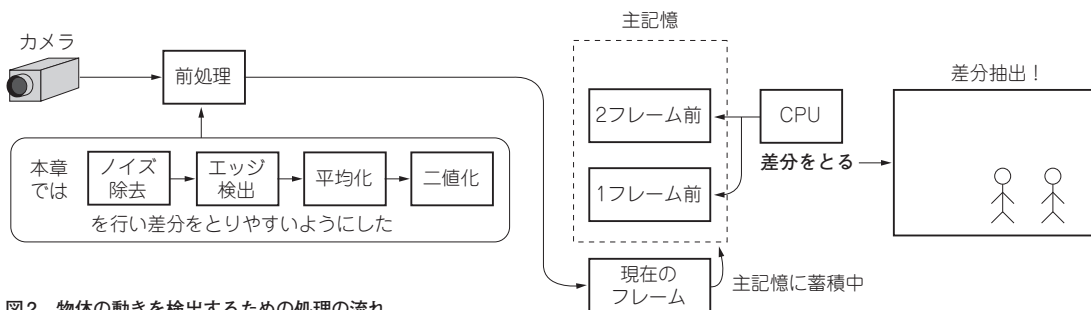 カメラ
前処理
本章
では
ノイズ
除去
エッジ
検出
平均化
二値化
を行い差分をとりやすいようにした
主記憶
2フレーム前
1フレーム前
CPU
差分をとる
現在の
フレーム
主記憶に蓄積中
差分抽出！
図2 物体の動きを検出するための処理の流れ